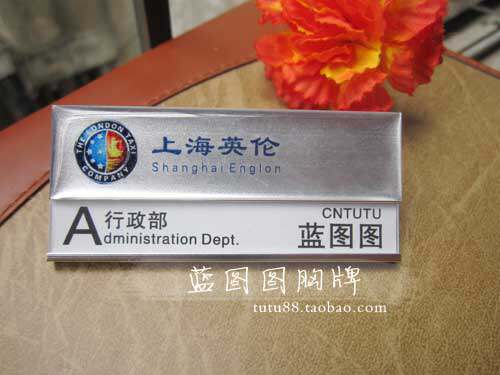 THE LONDON TAXI
COMPANY
上海英伦
Shanghai Englon
A行政部
dministration Dept.
CNTUTU
蓝图图
蓝图图胸牌
tutu88.taobao.com